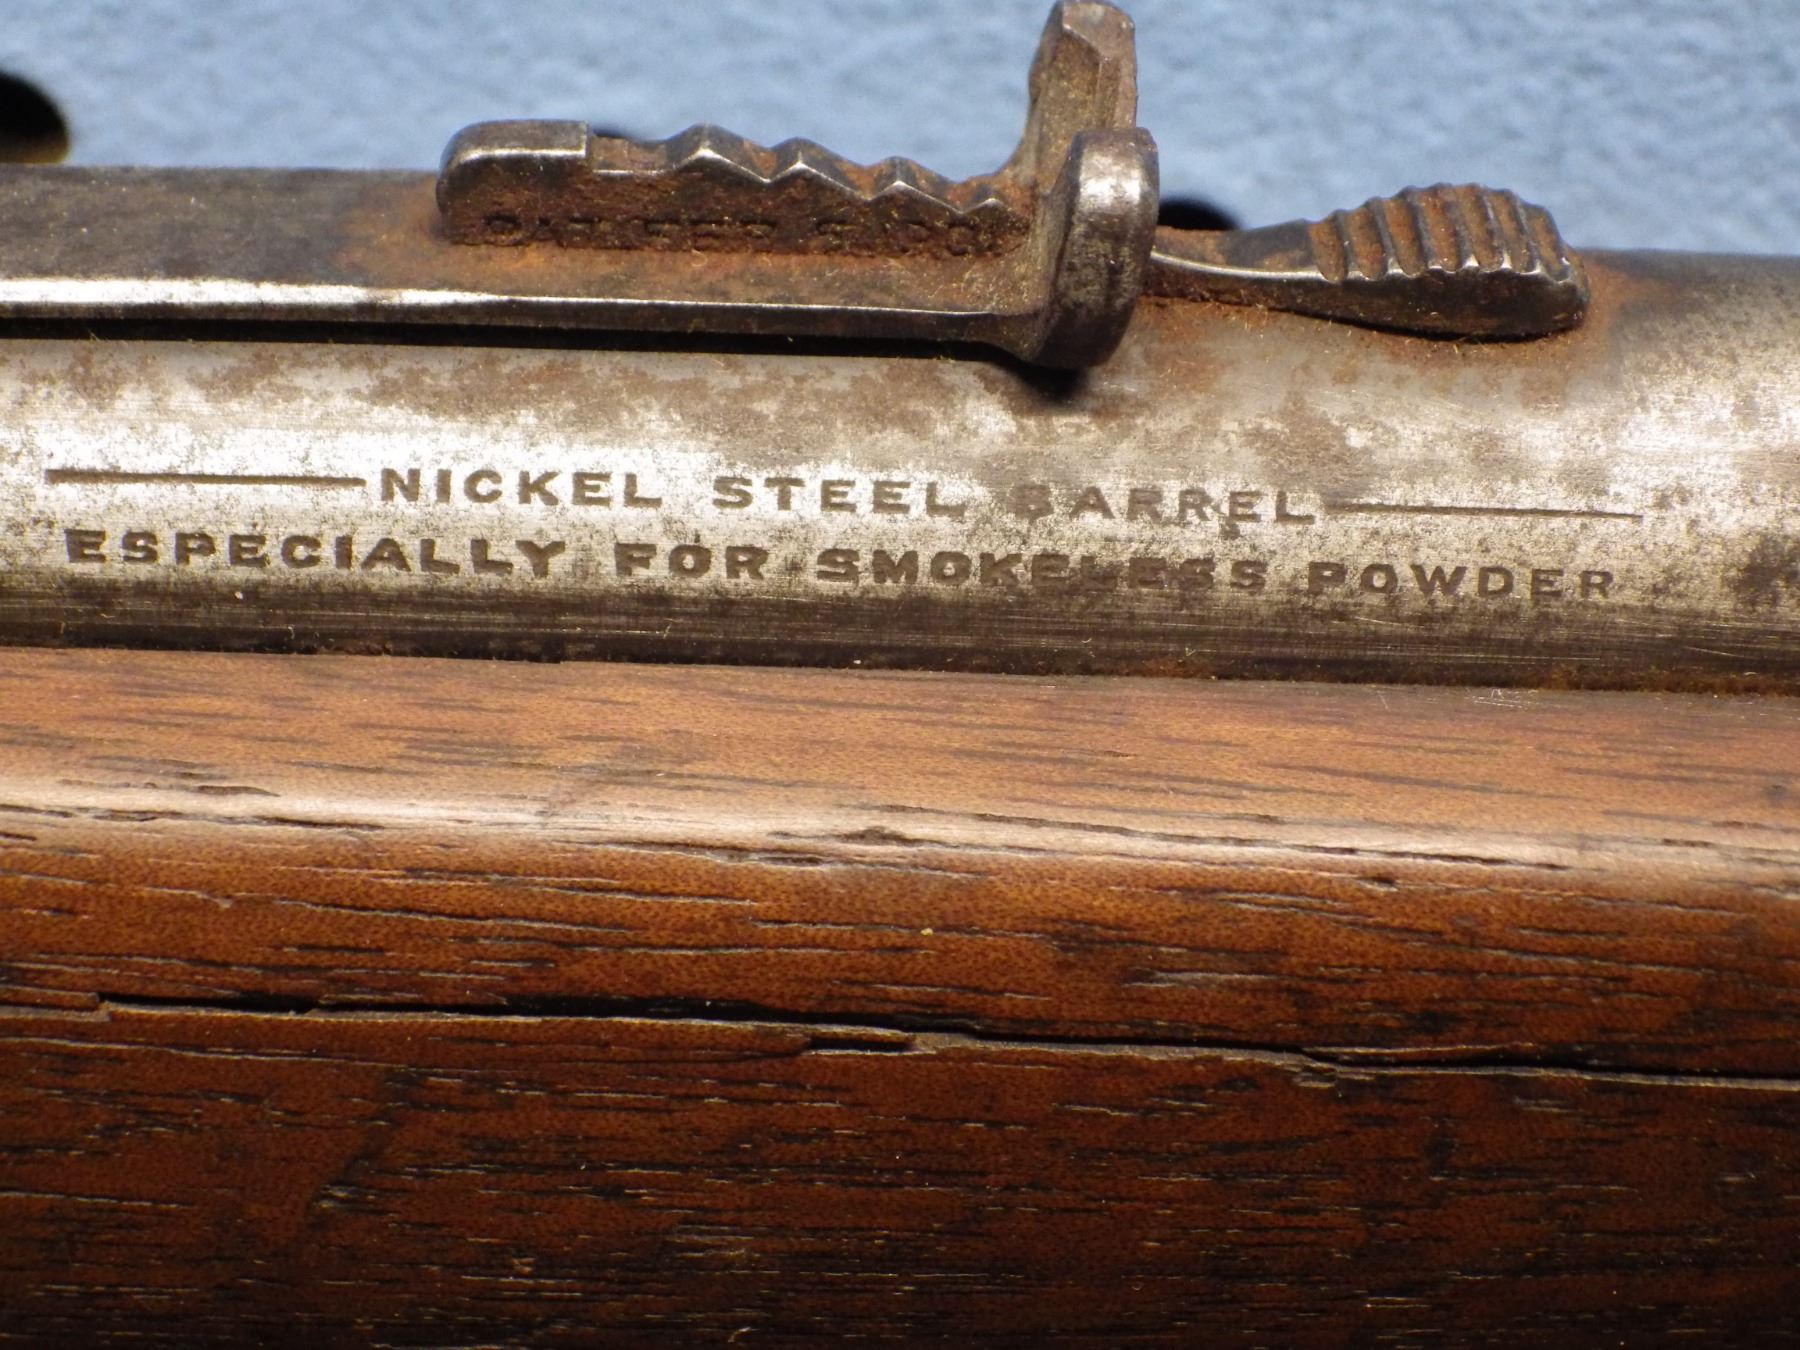 NICKEL STEEL BARREL
ESPECIALLY FOR SMOKELESS POWDER